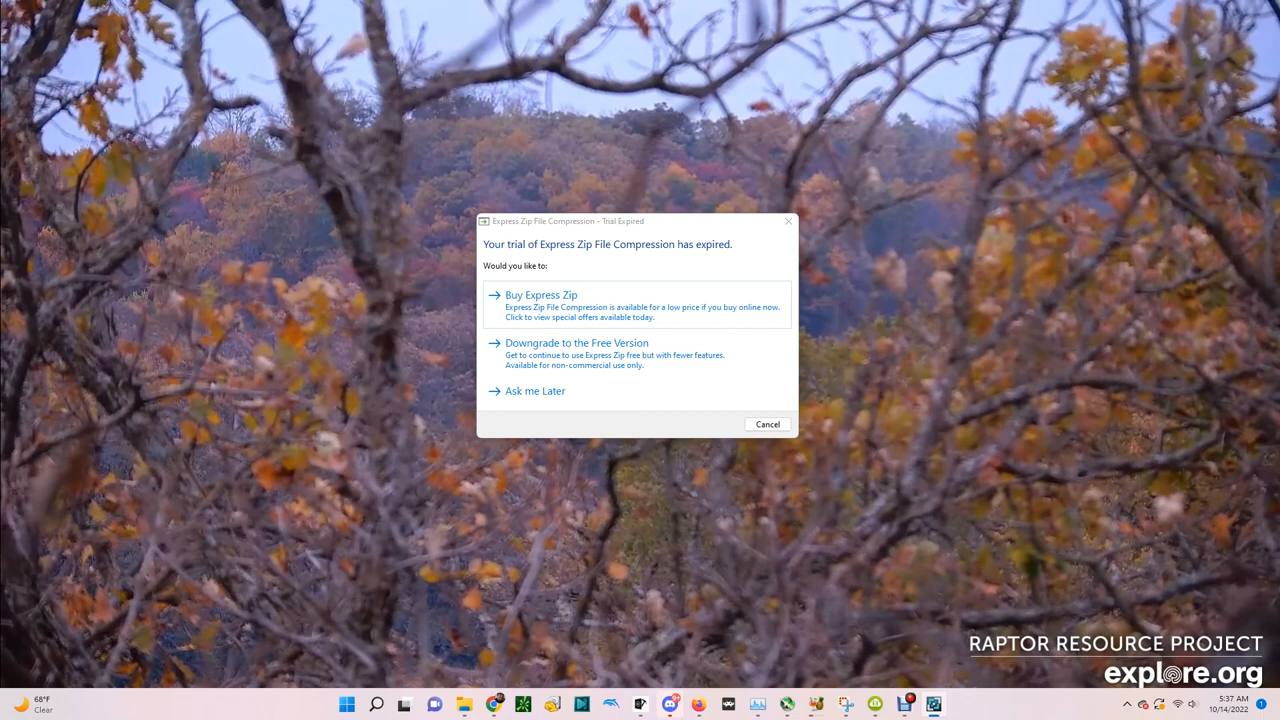 Express Zip File Compression - Trial Expired
Your trial of Express Zip File Compression has expired.
Would you like to:
Buy Express Zip
Express Zip File Compression is available for a low price if you buy online now.
Click to view special offers available today.
Downgrade to the Free Version
Get to continue to use Express Zip free but with fewer features.
Available for non-commercial use only.
Ask me Later
Cancel
RAPTOR RESOURCE PROJECT
explore.org
68°F
Clear
9+
5:37 AM
10/14/2022
1